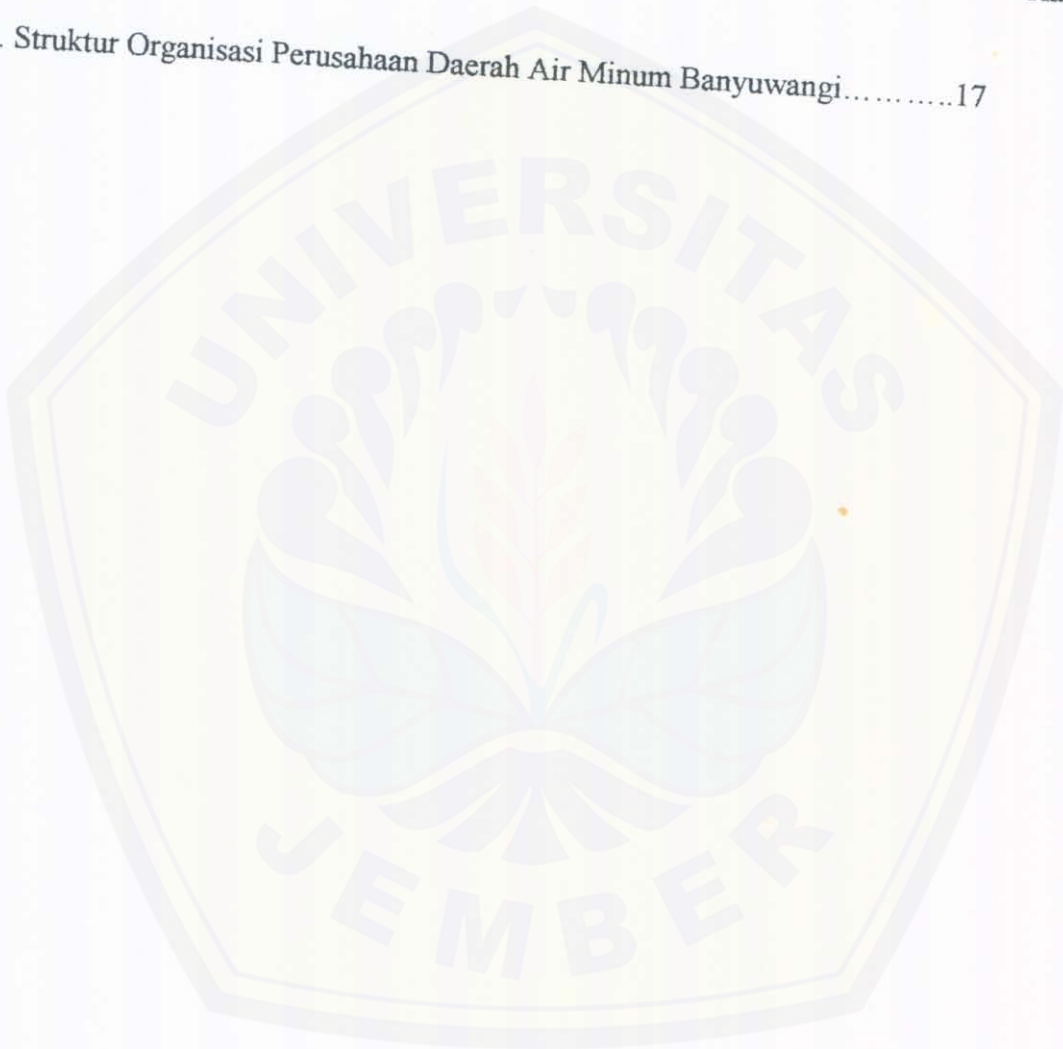 . Struktur Organisasi Perusahaan Daerah Air Minum Banyuwangi...........17
UNIVERSITAS
JEMBER